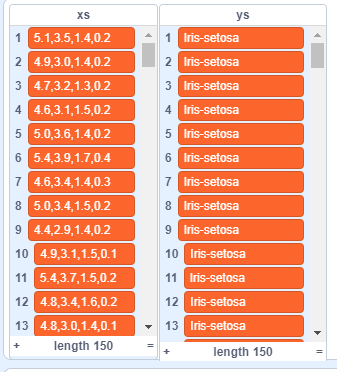 xs
1 5.1,3.5,1.4,0.2
2 4.9,3.0,1.4,0.2
3 4.7,3.2,1.3,0.2
4 4.6,3.1,1.5,0.2
5 5.0,3.6,1.4,0.2
6 5.4,3.9,1.7,0.4
7 4.6,3.4,1.4,0.3
8 5.0,3.4,1.5,0.2
9 4.4,2.9,1.4,0.2
10 4.9,3.1,1.5,0.1
11 5.4,3.7,1.5,0.2
12 4.8,3.4,1.6,0.2
13 4.8,3.0,1.4,0.1
+ length 150 =
ys
1 Iris-setosa
2 Iris-setosa
3 Iris-setosa
4 Iris-setosa
5 Iris-setosa
6 Iris-setosa
7 Iris-setosa
8 Iris-setosa
9 Iris-setosa
10 Iris-setosa
11 Iris-setosa
12 Iris-setosa
13 Iris-setosa
+ length 150 =